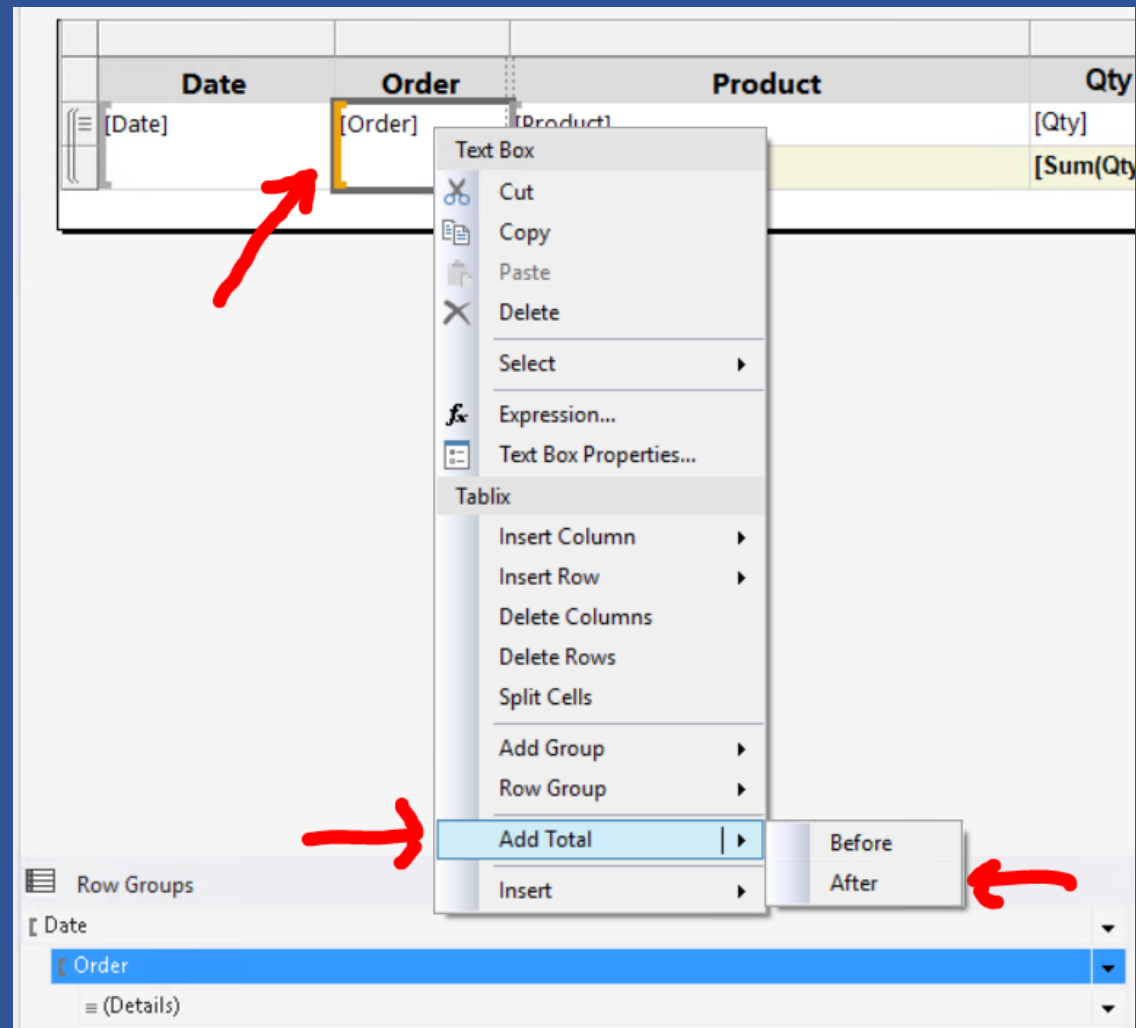 Date Order Product Qty
[Date] [Order] [Product] [Qty]
[Sum(Qty
Text Box
Cut
Copy
Paste
Delete
Select
fx Expression...
Text Box Properties...
Tablix
Insert Column
Insert Row
Delete Columns
Delete Rows
Split Cells
Add Group
Row Group
Add Total
Before
After
Insert
Row Groups
[ Date
[ Order
(Details)